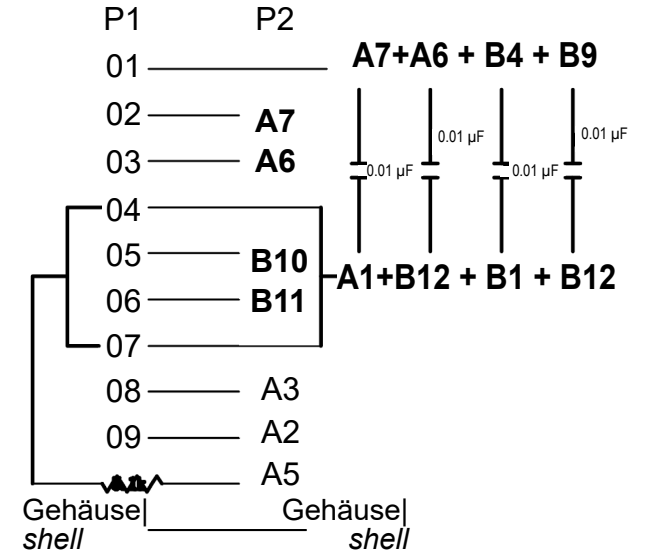 P1 P2
01 A7+A6 + B4 + B9
02 A7
03 A6
0.01 µF 0.01 µF 0.01 µF 0.01 µF
04
05 B10
A1+B12 + B1 + B12
06 B11
07
08 A3
09 A2
A5
Gehäuse| Gehäuse|
shell shell